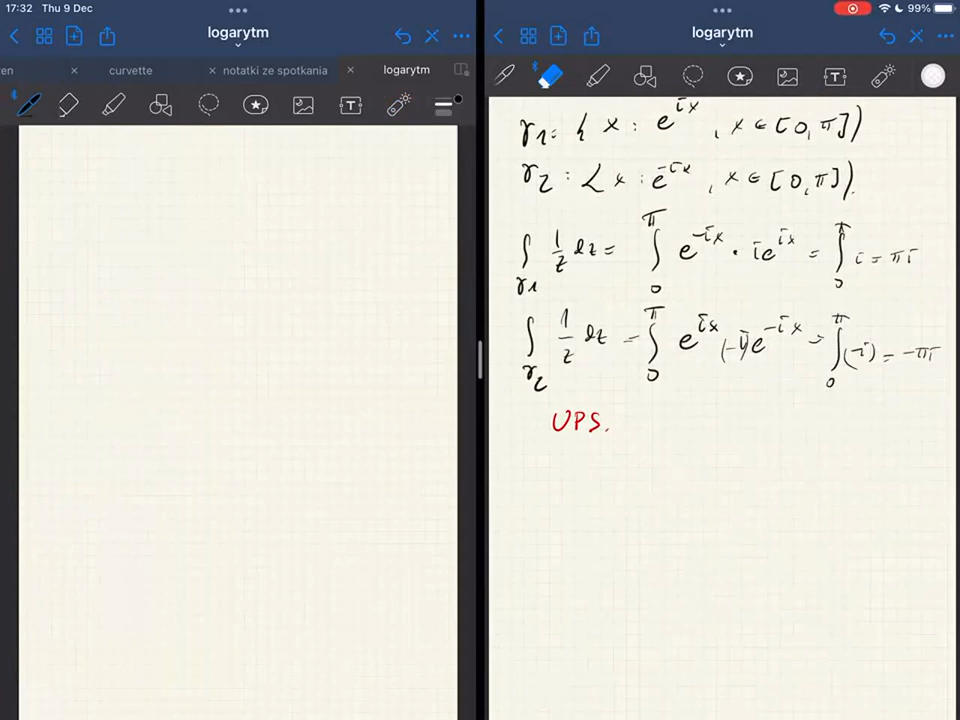 17:32 Thu 9 Dec
99%
logarytm
logarytm
ren
curvette
notatki ze spotkania
logarytm
γ1: { x : e^{ix} , x ∈ [0,π] }
γ2 : { x : e^{-ix} , x ∈ [0,π] }
∫_{γ1} 1/z dz = ∫_0^π e^{-ix} · i e^{ix} = ∫_0^π i = πi
∫_{γ2} 1/z dz = ∫_0^π e^{ix} (-i) e^{-ix} = ∫_0^π (-i) = -πi
UPS.